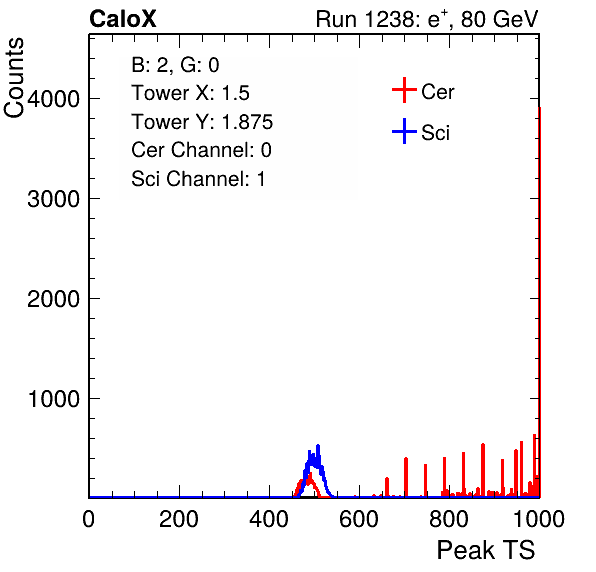 CaloX
Run 1238: e+, 80 GeV
Counts
B: 2, G: 0
Tower X: 1.5
Tower Y: 1.875
Cer Channel: 0
Sci Channel: 1
Cer
Sci
4000
3000
2000
1000
0 200 400 600 800 1000
Peak TS